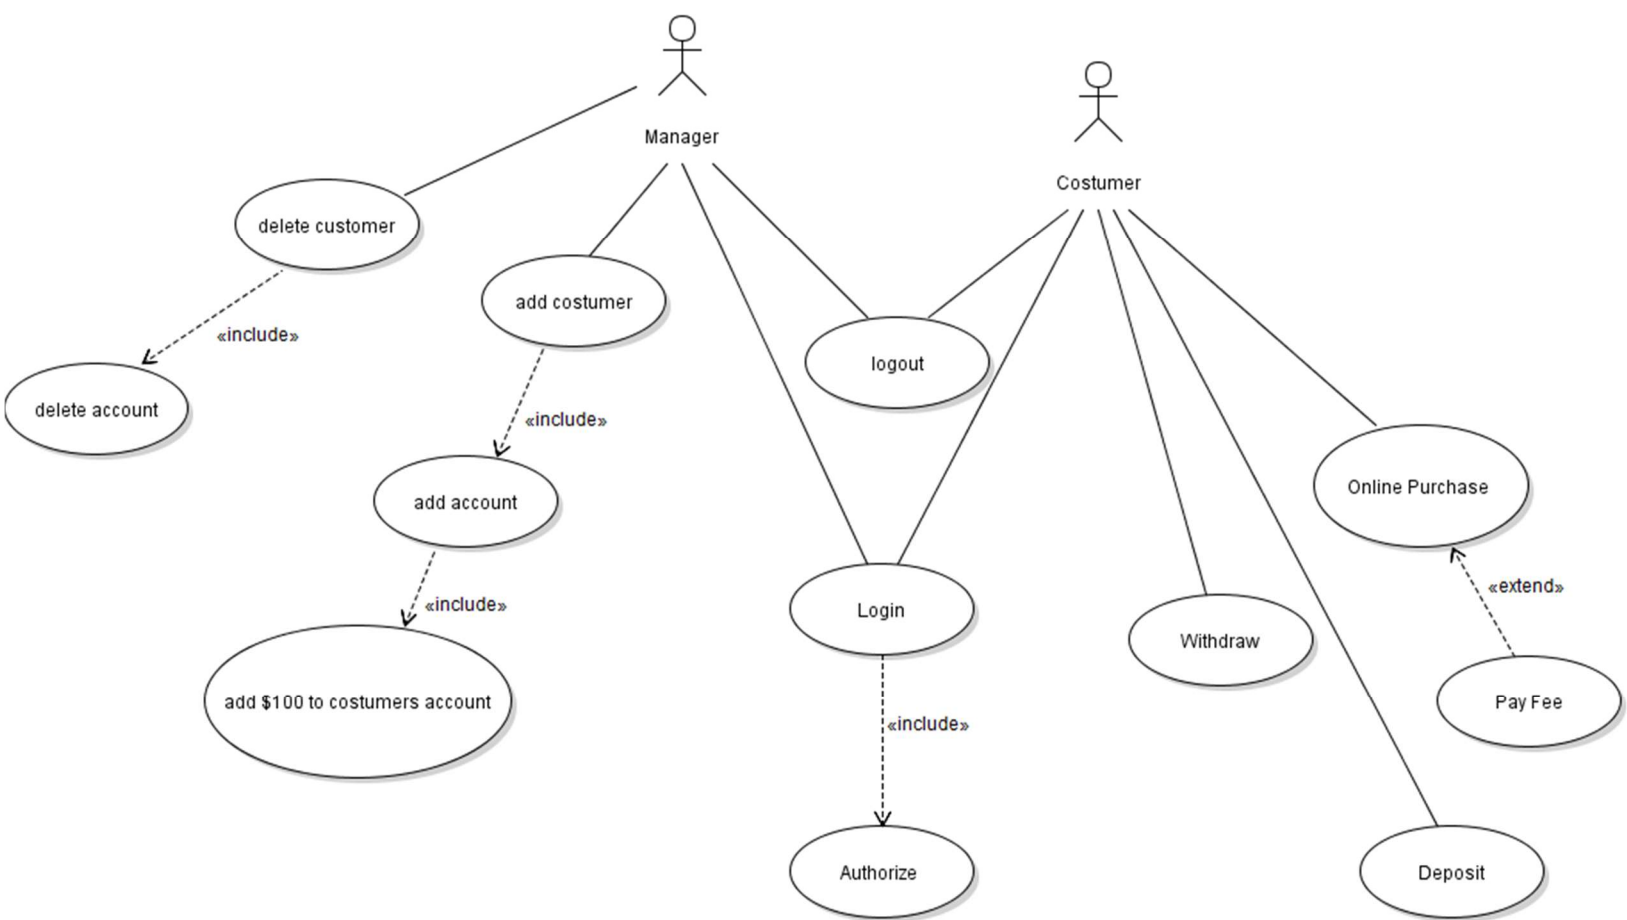 Manager
Costumer
delete customer
add costumer
«include»
logout
delete account
«include»
add account
Online Purchase
«extend»
«include»
Login
Withdraw
add $100 to costumers account
Pay Fee
«include»
Authorize
Deposit